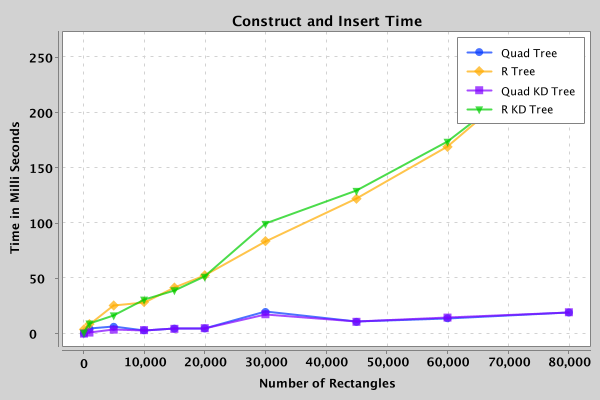 Construct and Insert Time
Quad Tree
R Tree
Quad KD Tree
R KD Tree
Time in Milli Seconds
250
200
150
100
50
0
0 10,000 20,000 30,000 40,000 50,000 60,000 70,000 80,000
Number of Rectangles